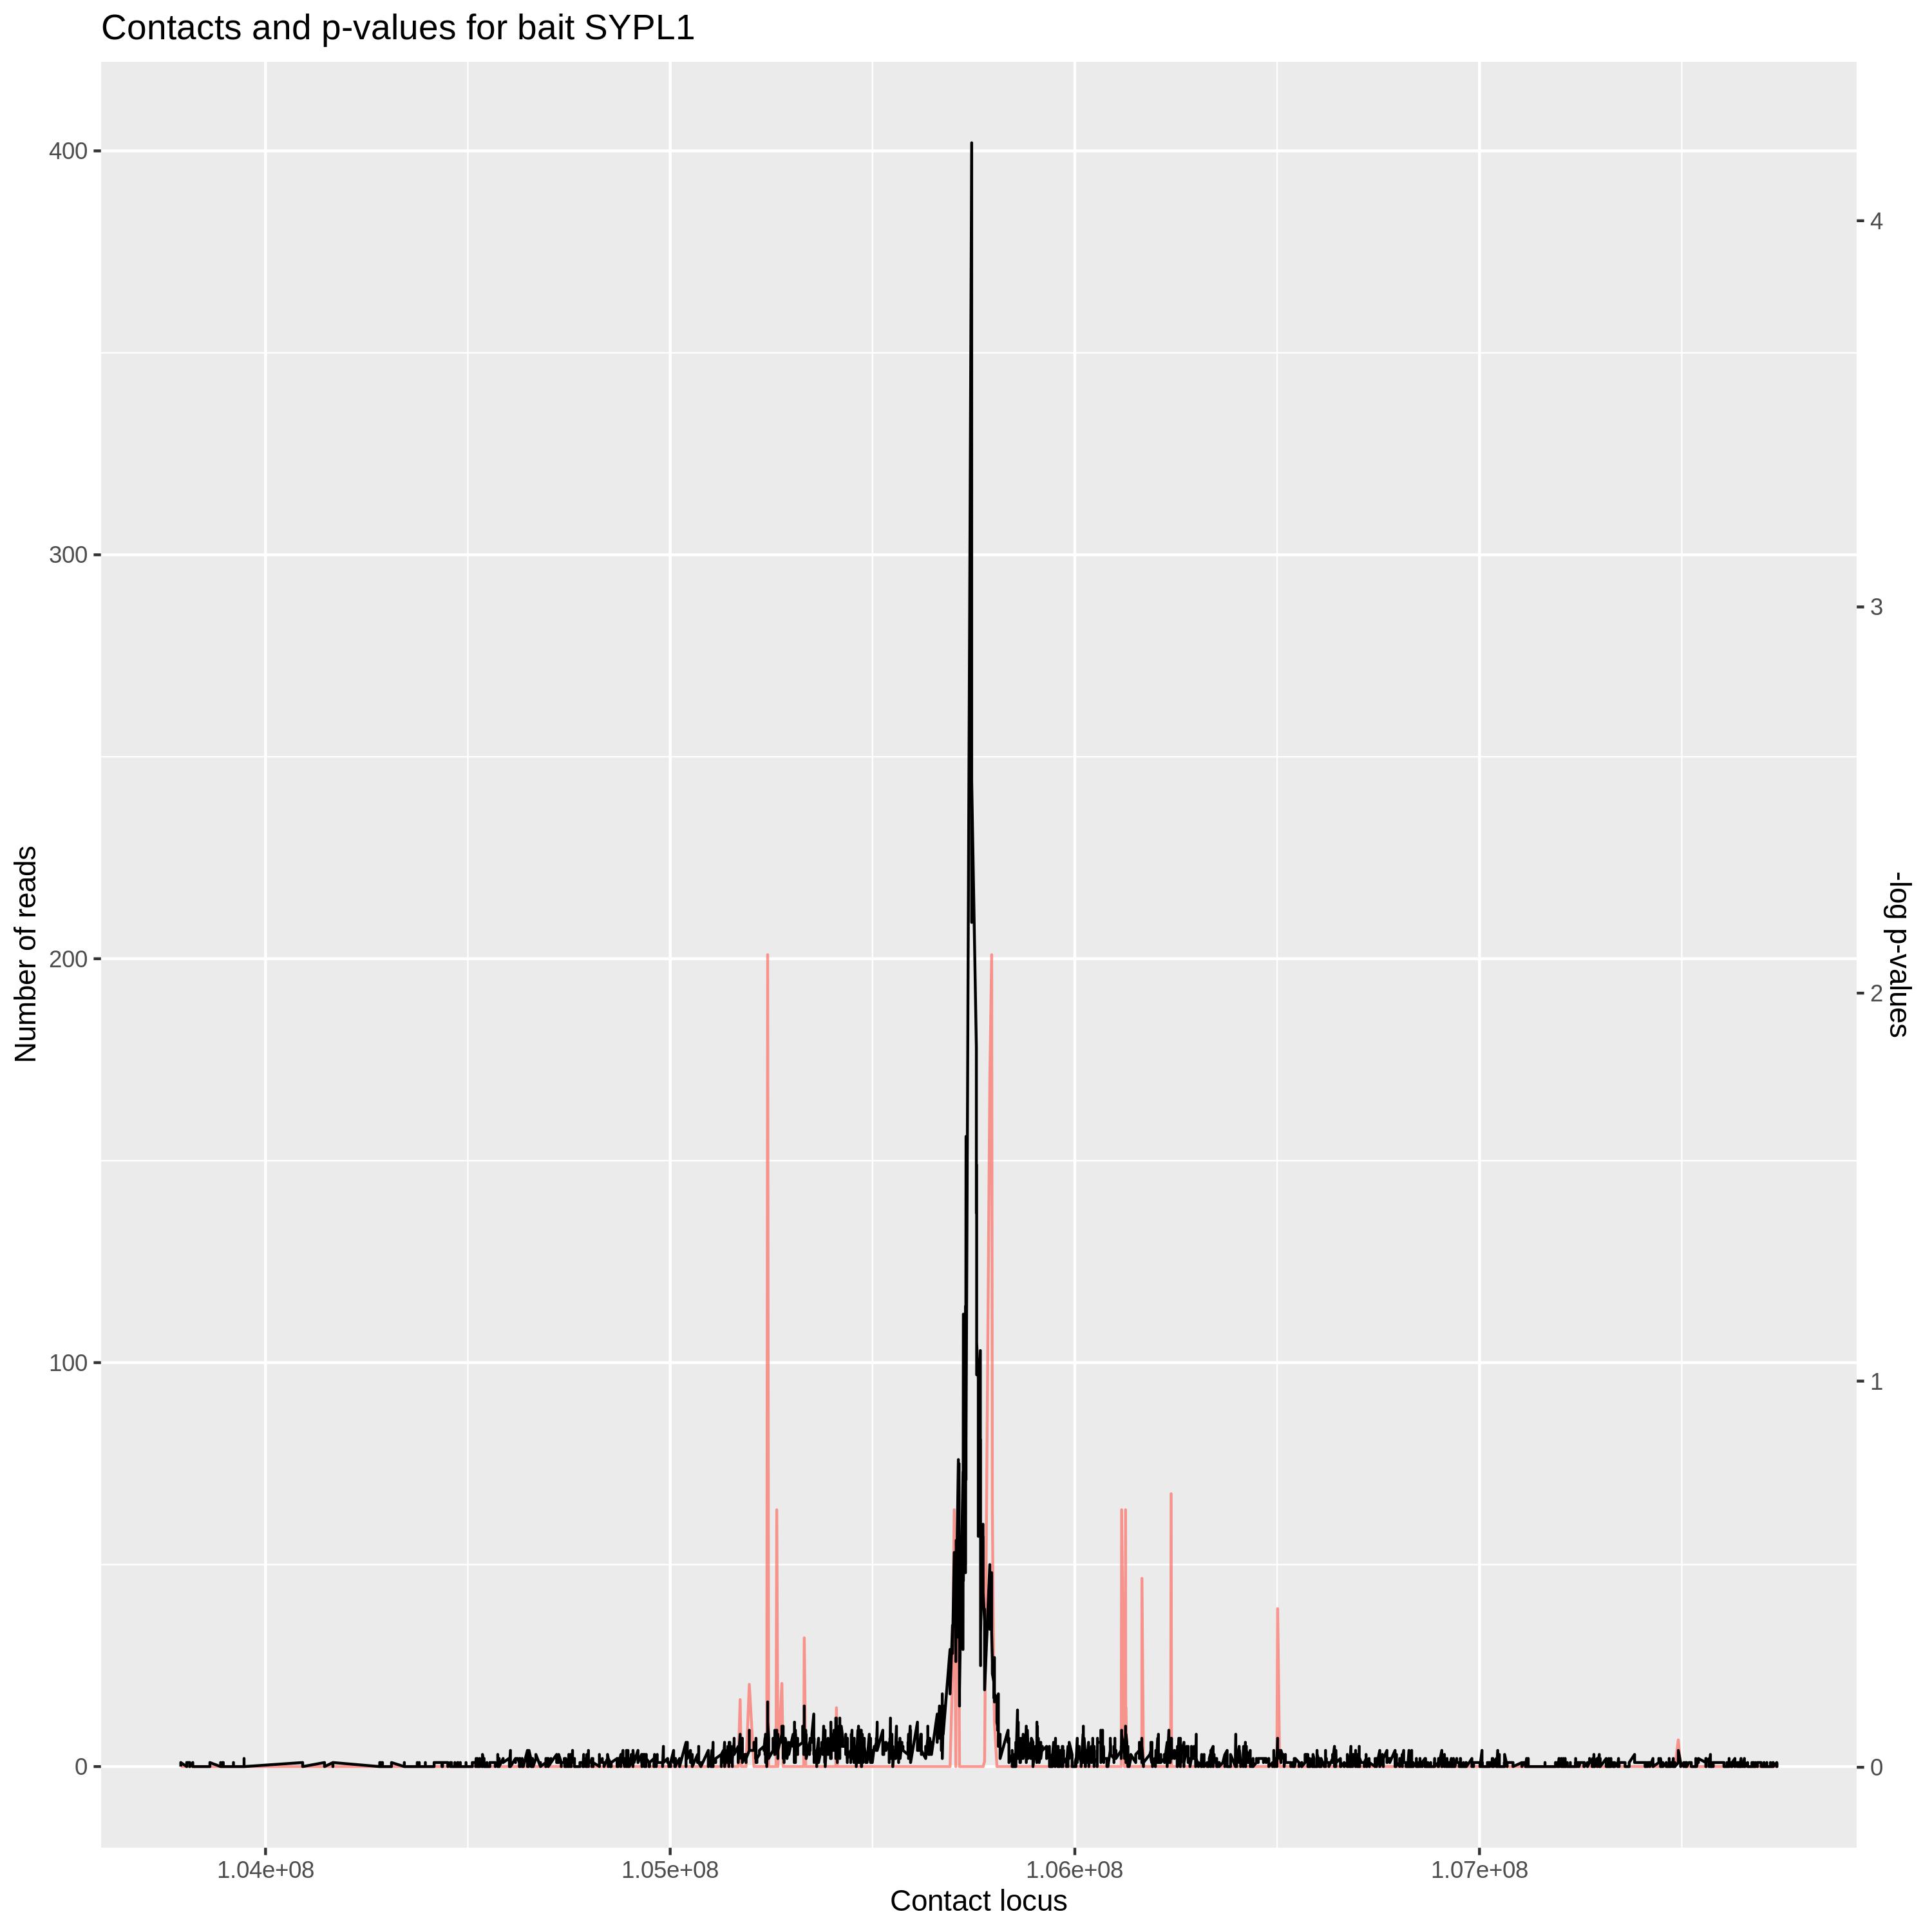 Contacts and p-values for bait SYPL1
400
300
200
100
0
Number of reads
4
3
2
1
0
-log p-values
1.04e+08 1.05e+08 1.06e+08 1.07e+08
Contact locus